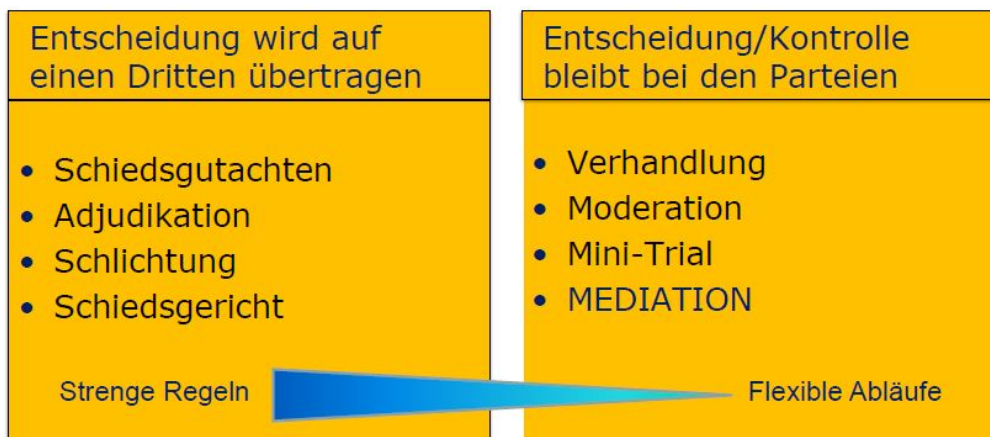 Entscheidung wird auf
einen Dritten übertragen
• Schiedsgutachten
• Adjudikation
• Schlichtung
• Schiedsgericht
Entscheidung/Kontrolle
bleibt bei den Parteien
• Verhandlung
• Moderation
• Mini-Trial
• MEDIATION
Strenge Regeln
Flexible Abläufe